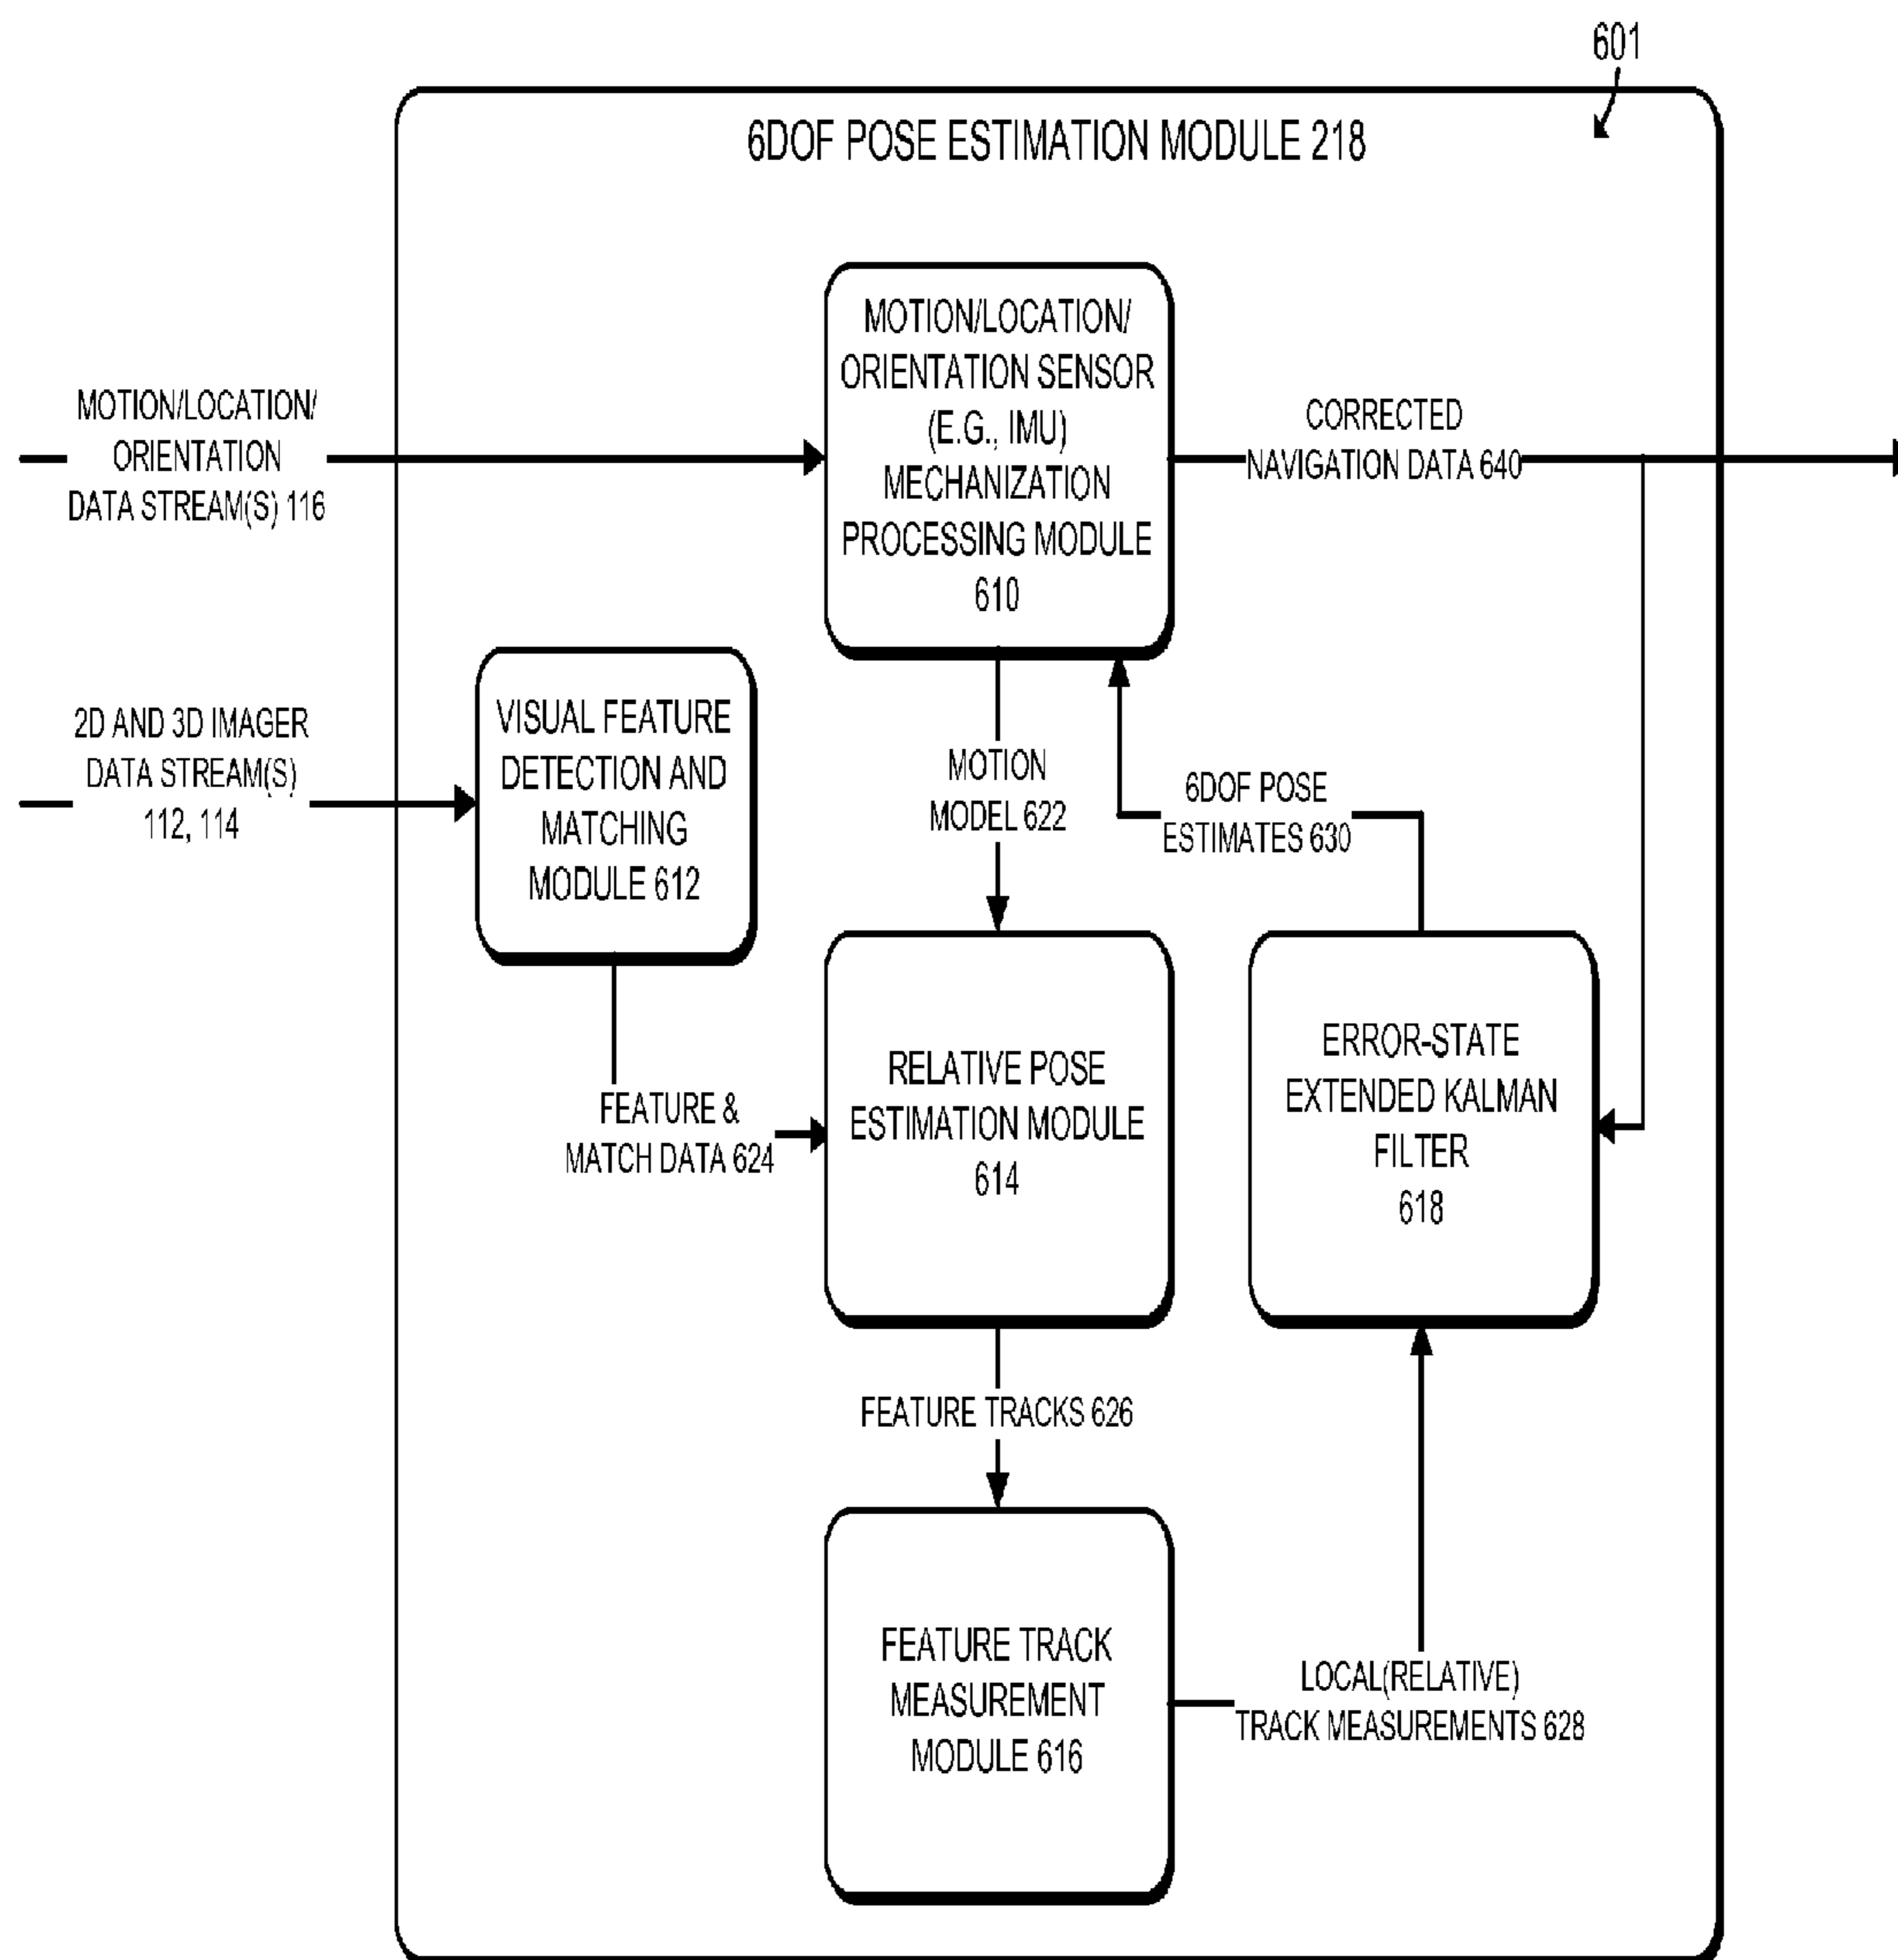 601
6DOF POSE ESTIMATION MODULE 218
MOTION/LOCATION/
ORIENTATION
DATA STREAM(S) 116
MOTION/LOCATION/
ORIENTATION SENSOR
(E.G., IMU)
MECHANIZATION
PROCESSING MODULE
610
CORRECTED
NAVIGATION DATA 640
2D AND 3D IMAGER
DATA STREAM(S)
112, 114
VISUAL FEATURE
DETECTION AND
MATCHING
MODULE 612
MOTION
MODEL 622
6DOF POSE
ESTIMATES 630
FEATURE &
MATCH DATA 624
RELATIVE POSE
ESTIMATION MODULE
614
ERROR-STATE
EXTENDED KALMAN
FILTER
618
FEATURE TRACKS 626
FEATURE TRACK
MEASUREMENT
MODULE 616
LOCAL(RELATIVE)
TRACK MEASUREMENTS 628